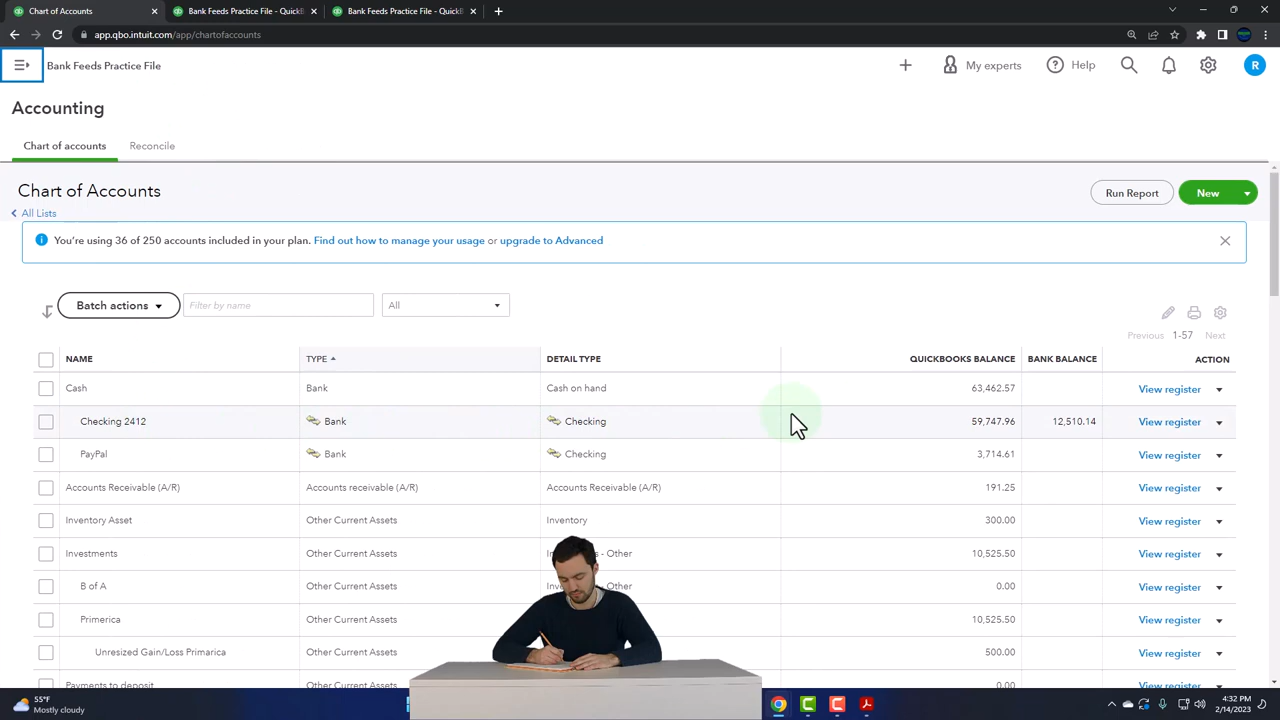 Chart of Accounts
Bank Feeds Practice File - QuickB
Bank Feeds Practice File - QuickB
app.qbo.intuit.com/app/chartofaccounts
Bank Feeds Practice File
My experts
Help
R
Accounting
Chart of accounts
Reconcile
Chart of Accounts
Run Report
New
All Lists
You're using 36 of 250 accounts included in your plan. Find out how to manage your usage or upgrade to Advanced
Batch actions
Filter by name
All
Previous 1-57 Next
NAME TYPE DETAIL TYPE QUICKBOOKS BALANCE BANK BALANCE ACTION
Cash Bank Cash on hand 63,462.57 View register
Checking 2412 Bank Checking 59,747.96 12,510.14 View register
PayPal Bank Checking 3,714.61 View register
Accounts Receivable (A/R) Accounts receivable (A/R) Accounts Receivable (A/R) 191.25 View register
Inventory Asset Other Current Assets Inventory 300.00 View register
Investments Other Current Assets - Other 10,525.50 View register
B of A Other Current Assets - Other 0.00 View register
Primerica Other Current Assets 10,525.50 View register
Unresized Gain/Loss Primarica Other Current Assets 500.00 View register
Payments to deposit Other Current Assets 0.00 View register
55°F
Mostly cloudy
4:32 PM
2/14/2023